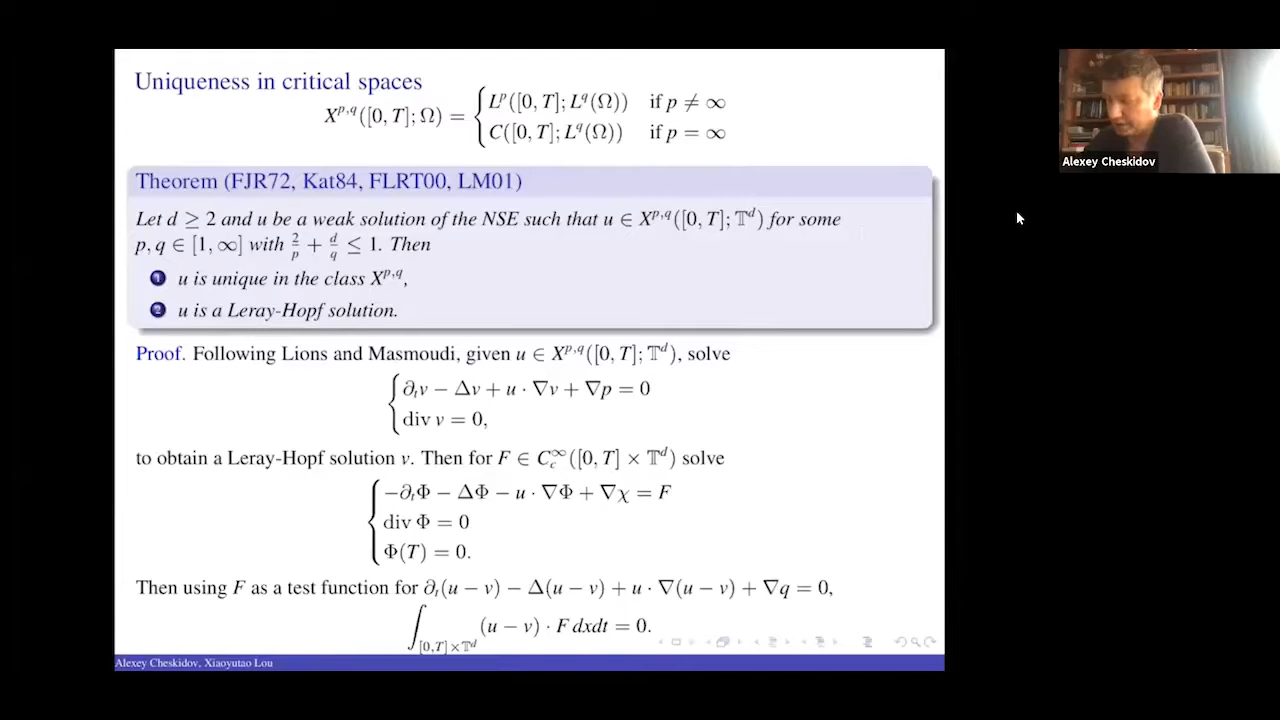 Uniqueness in critical spaces
X^{p,q}([0, T]; Ω) = { L^p([0, T]; L^q(Ω)) if p ≠ ∞
C([0, T]; L^q(Ω)) if p = ∞
Theorem (FJR72, Kat84, FLRT00, LM01)
Let d ≥ 2 and u be a weak solution of the NSE such that u ∈ X^{p,q}([0, T]; 𝕋^d) for some
p, q ∈ [1, ∞] with 2/p + d/q ≤ 1. Then
1 u is unique in the class X^{p,q},
2 u is a Leray-Hopf solution.
Proof. Following Lions and Masmoudi, given u ∈ X^{p,q}([0, T]; 𝕋^d), solve
{ ∂_t v − Δv + u · ∇v + ∇p = 0
div v = 0,
to obtain a Leray-Hopf solution v. Then for F ∈ C_c^∞([0, T] × 𝕋^d) solve
{ −∂_t Φ − ΔΦ − u · ∇Φ + ∇χ = F
div Φ = 0
Φ(T) = 0.
Then using F as a test function for ∂_t(u − v) − Δ(u − v) + u · ∇(u − v) + ∇q = 0,
∫_{[0,T]×𝕋^d} (u − v) · F dxdt = 0.
Alexey Cheskidov, Xiaoyutao Lou
Alexey Cheskidov